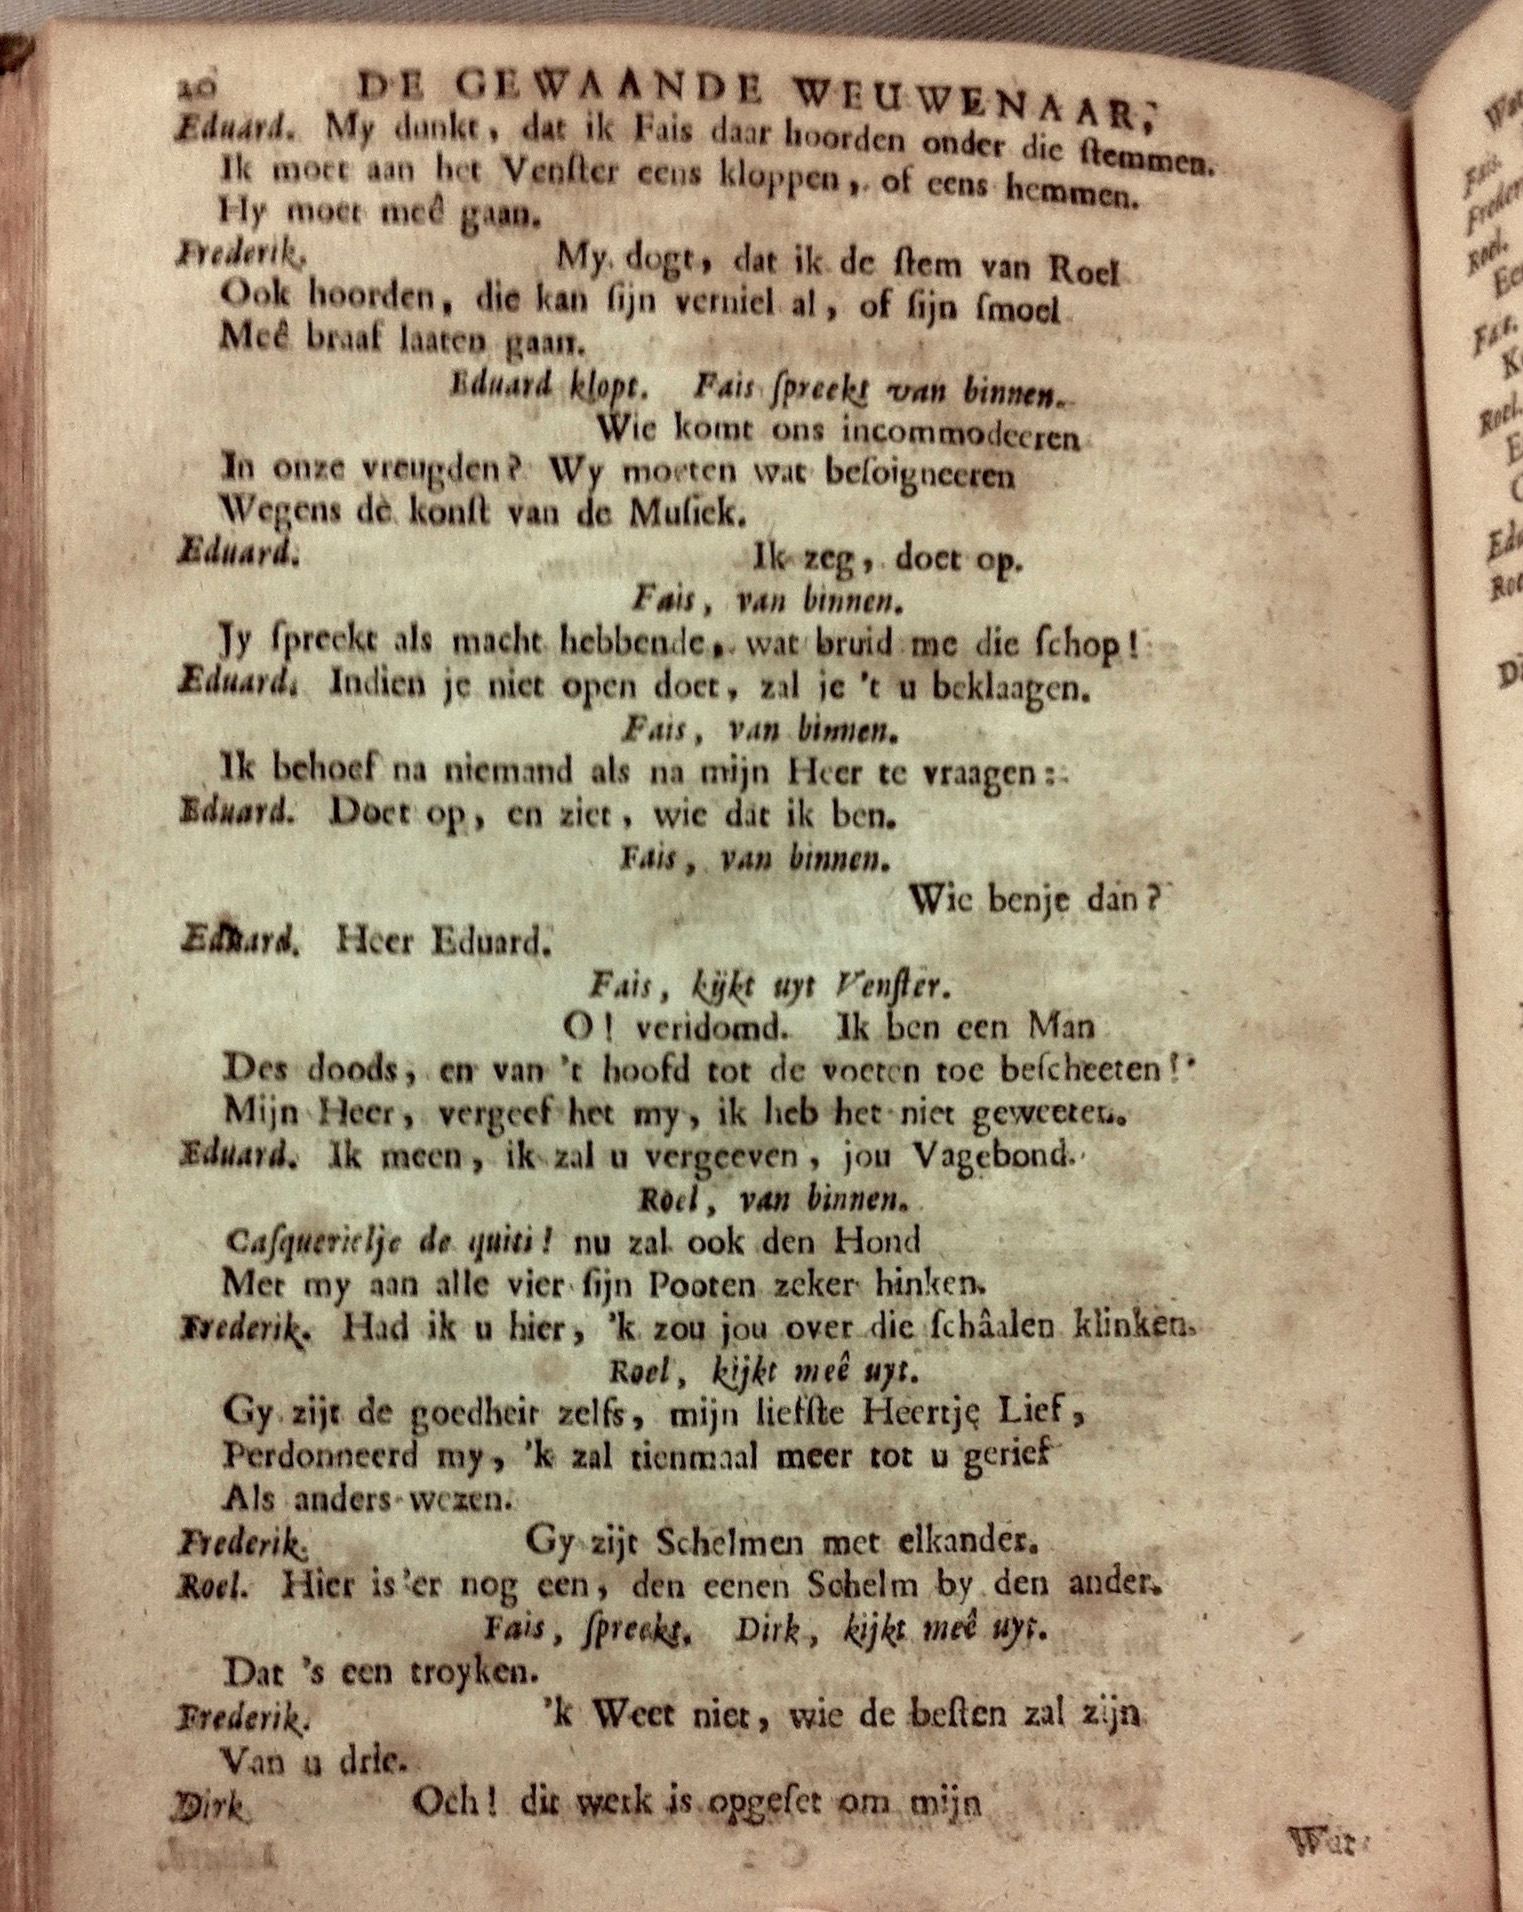 20 DE GEWAANDE WEUWENAAR,
Eduard. My dunkt, dat ik Fais daar hoorden onder die ſtemmen.
Ik moet aan het Venſter eens kloppen, of eens hemmen.
Hy moet meê gaan.
Frederik. My dogt, dat ik de ſtem van Roel
Ook hoorden, die kan ſijn verniel al, of ſijn ſmoel
Meê braaf laaten gaan.
Eduard klopt. Fais ſpreekt van binnen.
Wie komt ons incommodeeren
In onze vreugden? Wy moeten wat beſoigneeren
Wegens de konſt van de Muſiek.
Eduard. Ik zeg, doet op.
Fais, van binnen.
Jy ſpreekt als macht hebbende, wat bruid me die ſchop!
Eduard. Indien je niet open doet, zal je 't u beklaagen.
Fais, van binnen.
Ik behoef na niemand als na mijn Heer te vraagen:
Eduard. Doet op, en ziet, wie dat ik ben.
Fais, van binnen.
Wie benje dan?
Eduard. Heer Eduard.
Fais, kijkt uyt Venſter.
O! veridomd. Ik ben een Man
Des doods, en van 't hoofd tot de voeten toe beſcheeten!
Mijn Heer, vergeef het my, ik heb het niet geweeten.
Eduard. Ik meen, ik zal u vergeeven, jou Vagebond.
Roel, van binnen.
Caſquerielje de quiti! nu zal ook den Hond
Met my aan alle vier ſijn Pooten zeker hinken.
Frederik. Had ik u hier, 'k zou jou over die ſchâalen klinken.
Roel, kijkt meê uyt.
Gy zijt de goedheit zelfs, mijn liefſte Heertje Lief,
Perdonneerd my, 'k zal tienmaal meer tot u gerief
Als anders wezen.
Frederik. Gy zijt Schelmen met elkander.
Roel. Hier is 'er nog een, den eenen Schelm by den ander.
Fais, ſpreekt. Dirk, kijkt meê uyt.
Dat 's een troyken.
Frederik. 'k Weet niet, wie de beſten zal zijn
Van u drie.
Dirk Och! dit werk is opgeſet om mijn
Fais.
Frederik
Roel.
Roel.